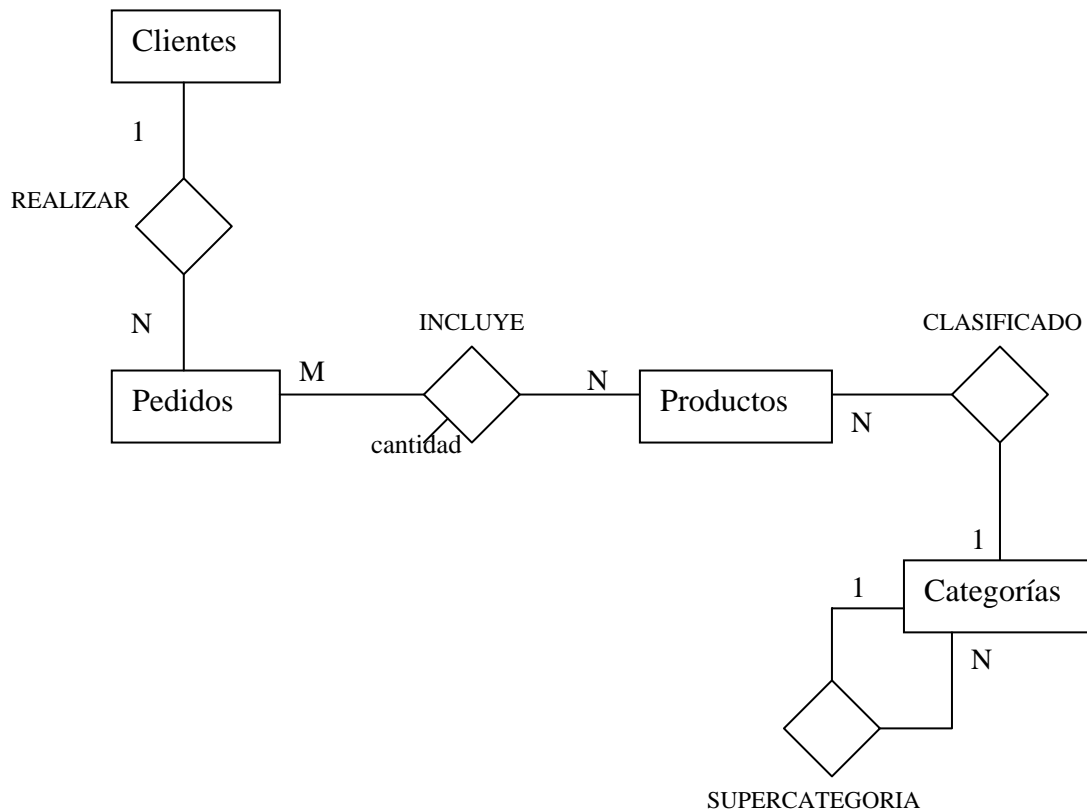 Clientes
1
REALIZAR
N
INCLUYE
CLASIFICADO
Pedidos
M
N
Productos
N
cantidad
1
Categorías
1
N
SUPERCATEGORIA